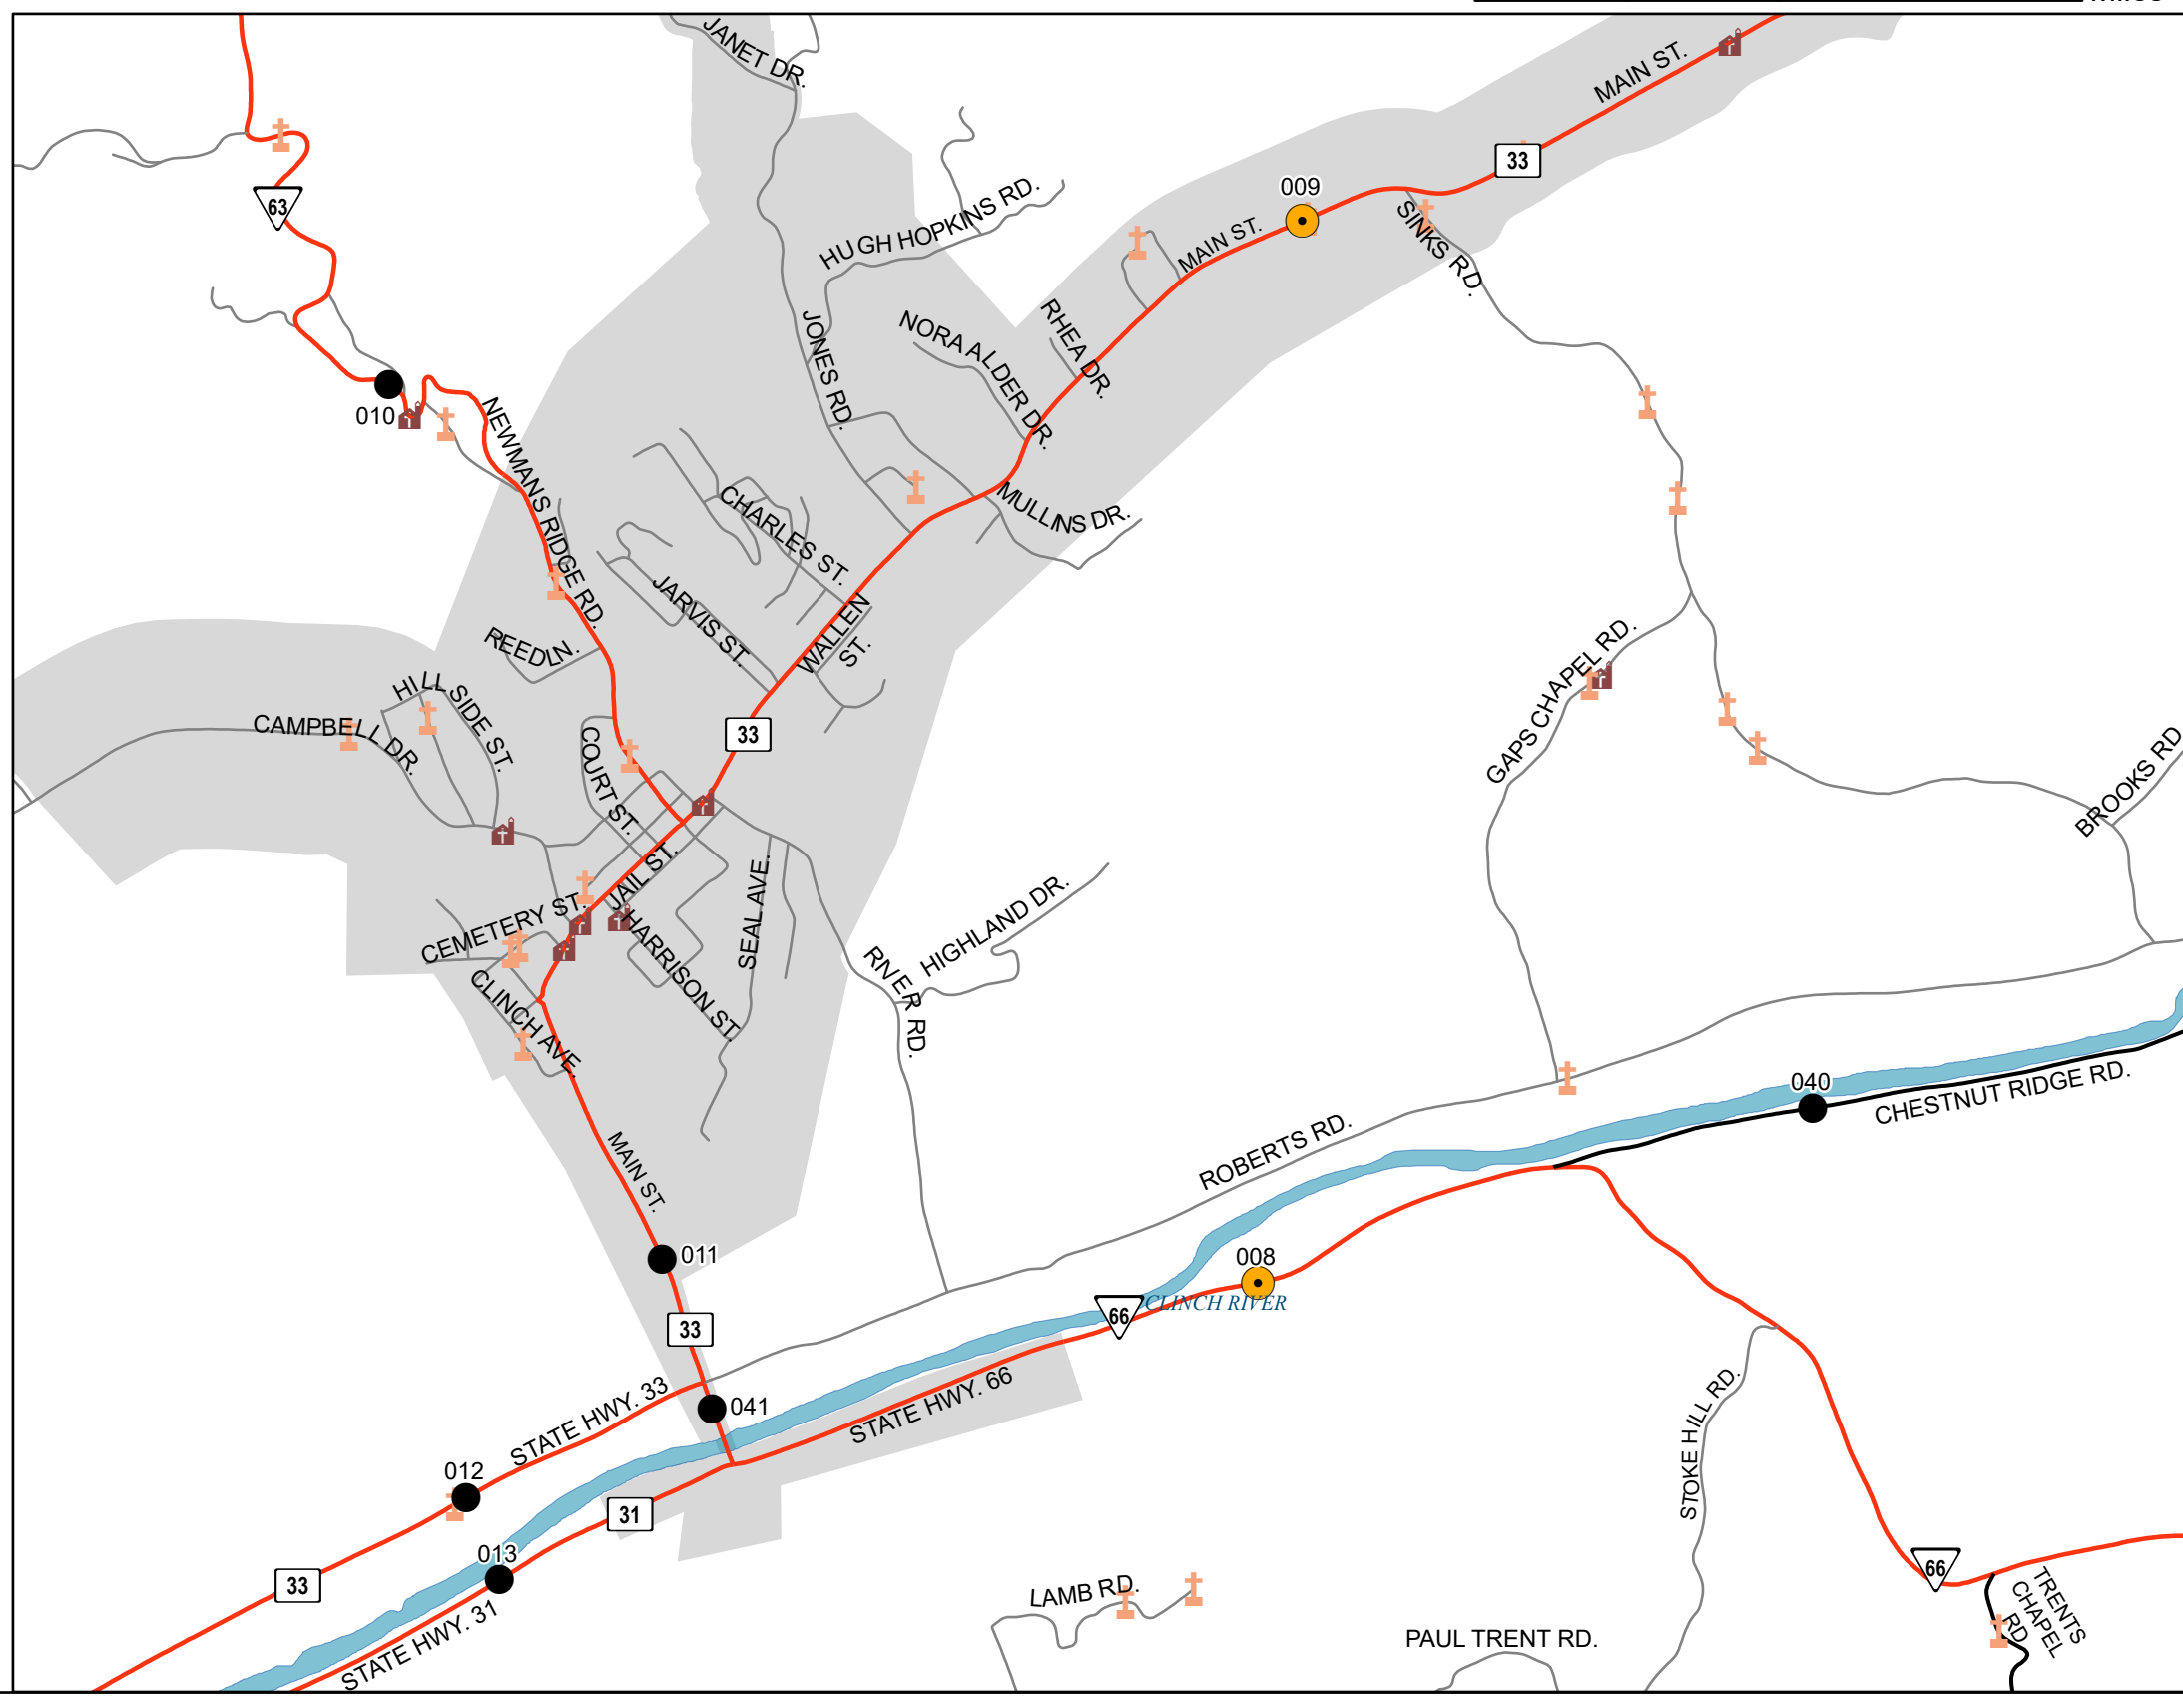 JANET DR.
MAIN ST.
33
009
63
HUGH HOPKINS RD.
SINKS RD.
MAIN ST.
RHEA DR.
NORA ALDER DR.
JONES RD.
010
NEWMANS RIDGE RD.
MULLINS DR.
CHARLES ST.
JARVIS ST.
WALLEN
ST.
REED LN.
GAPS CHAPEL RD.
HILL SIDE ST.
CAMPBELL DR.
33
COURT ST.
BROOKS RD
JAIL ST.
SEAL AVE.
HIGHLAND DR.
CEMETERY ST.
HARRISON ST.
CLINCH AVE.
RIVER RD.
040
CHESTNUT RIDGE RD.
ROBERTS RD.
MAIN ST.
011
008
CLINCH RIVER
66
33
STATE HWY. 33
STATE HWY. 66
041
STOKE HILL RD.
012
31
013
33
66
LAMB RD.
TRENTS
CHAPEL
RD
PAUL TRENT RD.
STATE HWY. 31